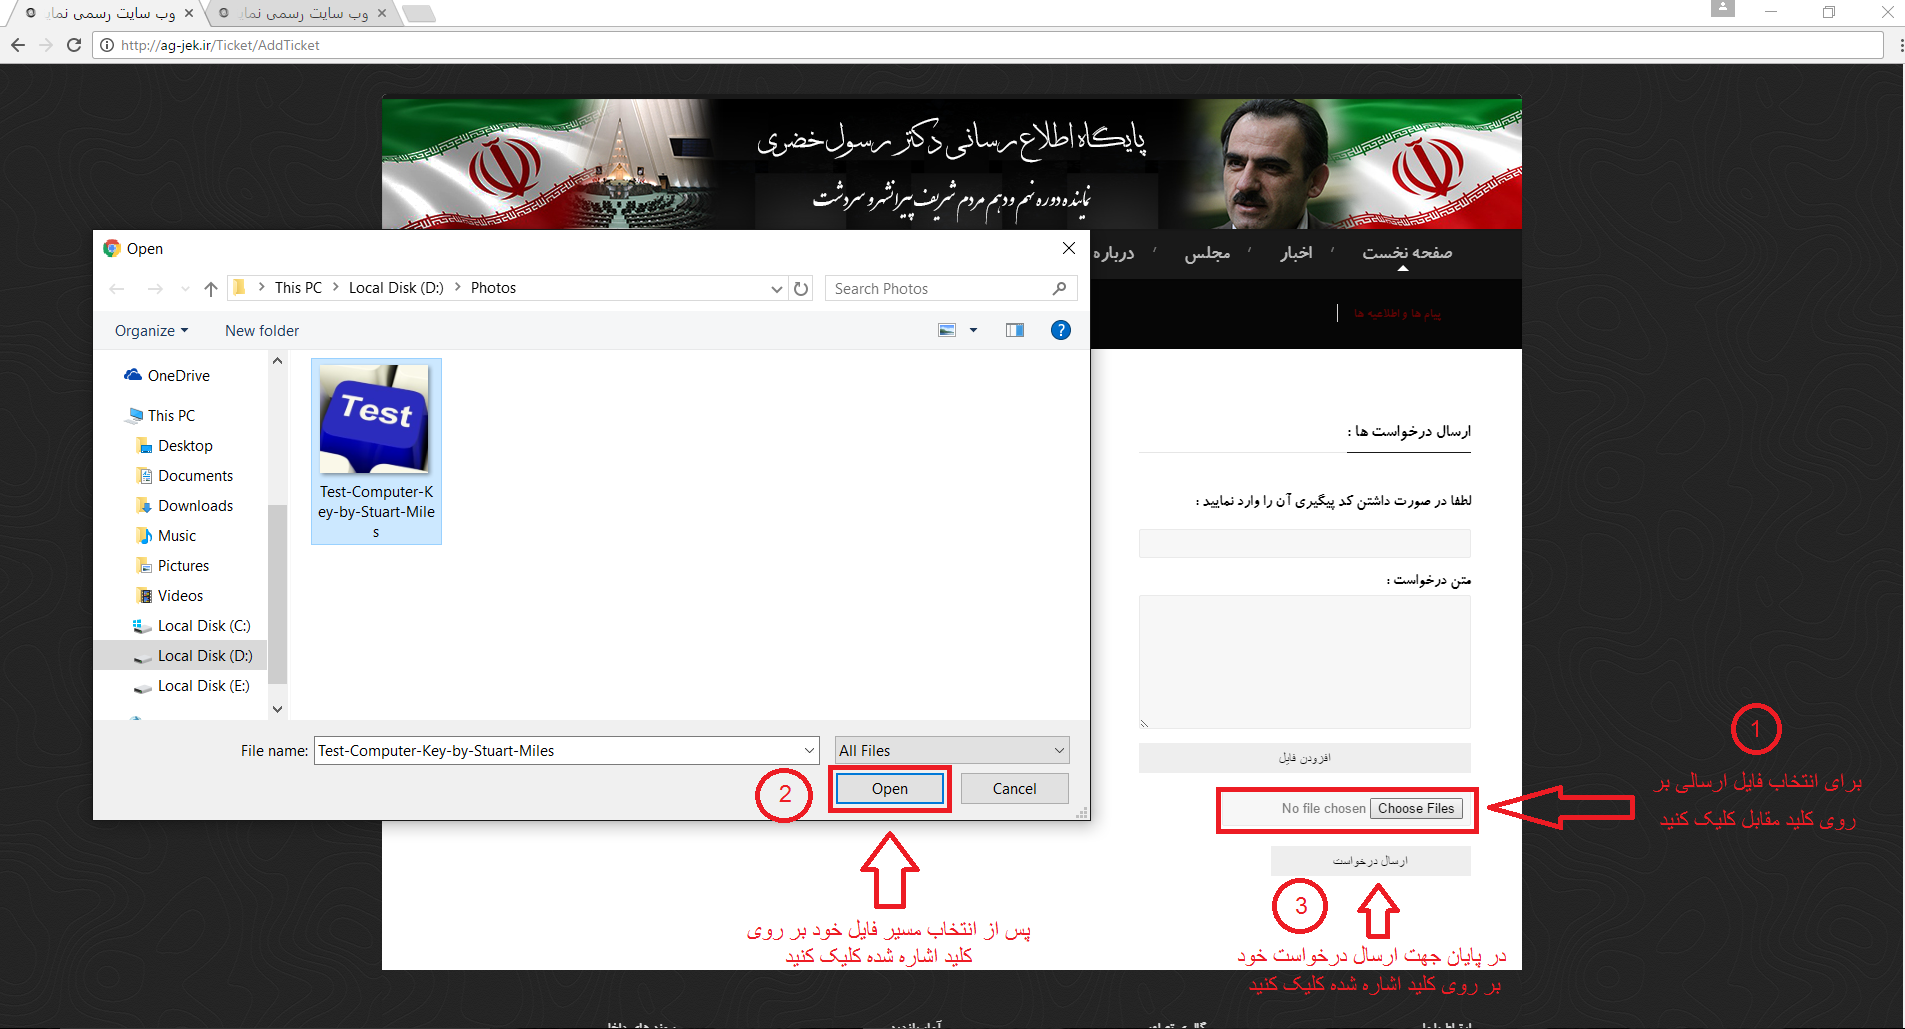 وب سایت رسمی نمای
وب سایت رسمی نمای
http://ag-jek.ir/Ticket/AddTicket
پایگاه اطلاع رسانی دکتر رسول خضری
نماینده دوره نهم و دهم مردم شریف پیرانشهر و سردشت
صفحه نخست
اخبار
مجلس
درباره
پیام ها و اطلاعیه ها
Open
This PC > Local Disk (D:) > Photos
Search Photos
Organize
New folder
OneDrive
This PC
Desktop
Documents
Downloads
Music
Pictures
Videos
Local Disk (C:)
Local Disk (D:)
Local Disk (E:)
Test
Test-Computer-K
ey-by-Stuart-Mile
s
File name:
Test-Computer-Key-by-Stuart-Miles
All Files
Open
Cancel
ارسال درخواست ها :
لطفا در صورت داشتن کد پیگیری آن را وارد نمایید :
متن درخواست :
افزودن فایل
No file chosen
Choose Files
ارسال درخواست
1
برای انتخاب فایل ارسالی بر
روی کلید مقابل کلیک کنید
2
پس از انتخاب مسیر فایل خود بر روی
کلید اشاره شده کلیک کنید
3
در پایان جهت ارسال درخواست خود
بر روی کلید اشاره شده کلیک کنید